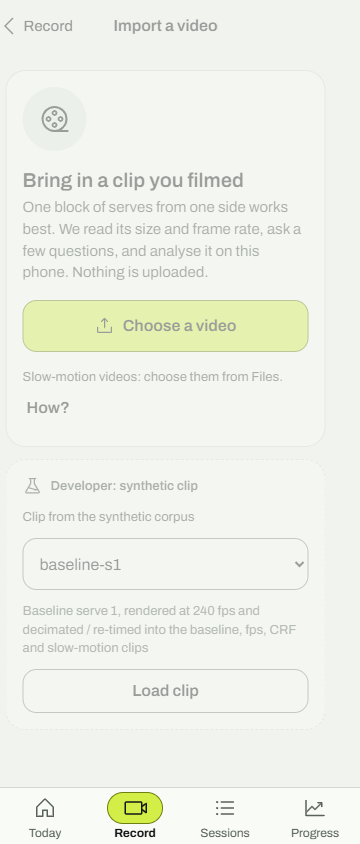 Record
Import a video
Bring in a clip you filmed
One block of serves from one side works
best. We read its size and frame rate, ask a
few questions, and analyse it on this
phone. Nothing is uploaded.
Choose a video
Slow-motion videos: choose them from Files.
How?
Developer: synthetic clip
Clip from the synthetic corpus
baseline-s1
Baseline serve 1, rendered at 240 fps and
decimated / re-timed into the baseline, fps, CRF
and slow-motion clips
Load clip
Today
Record
Sessions
Progress